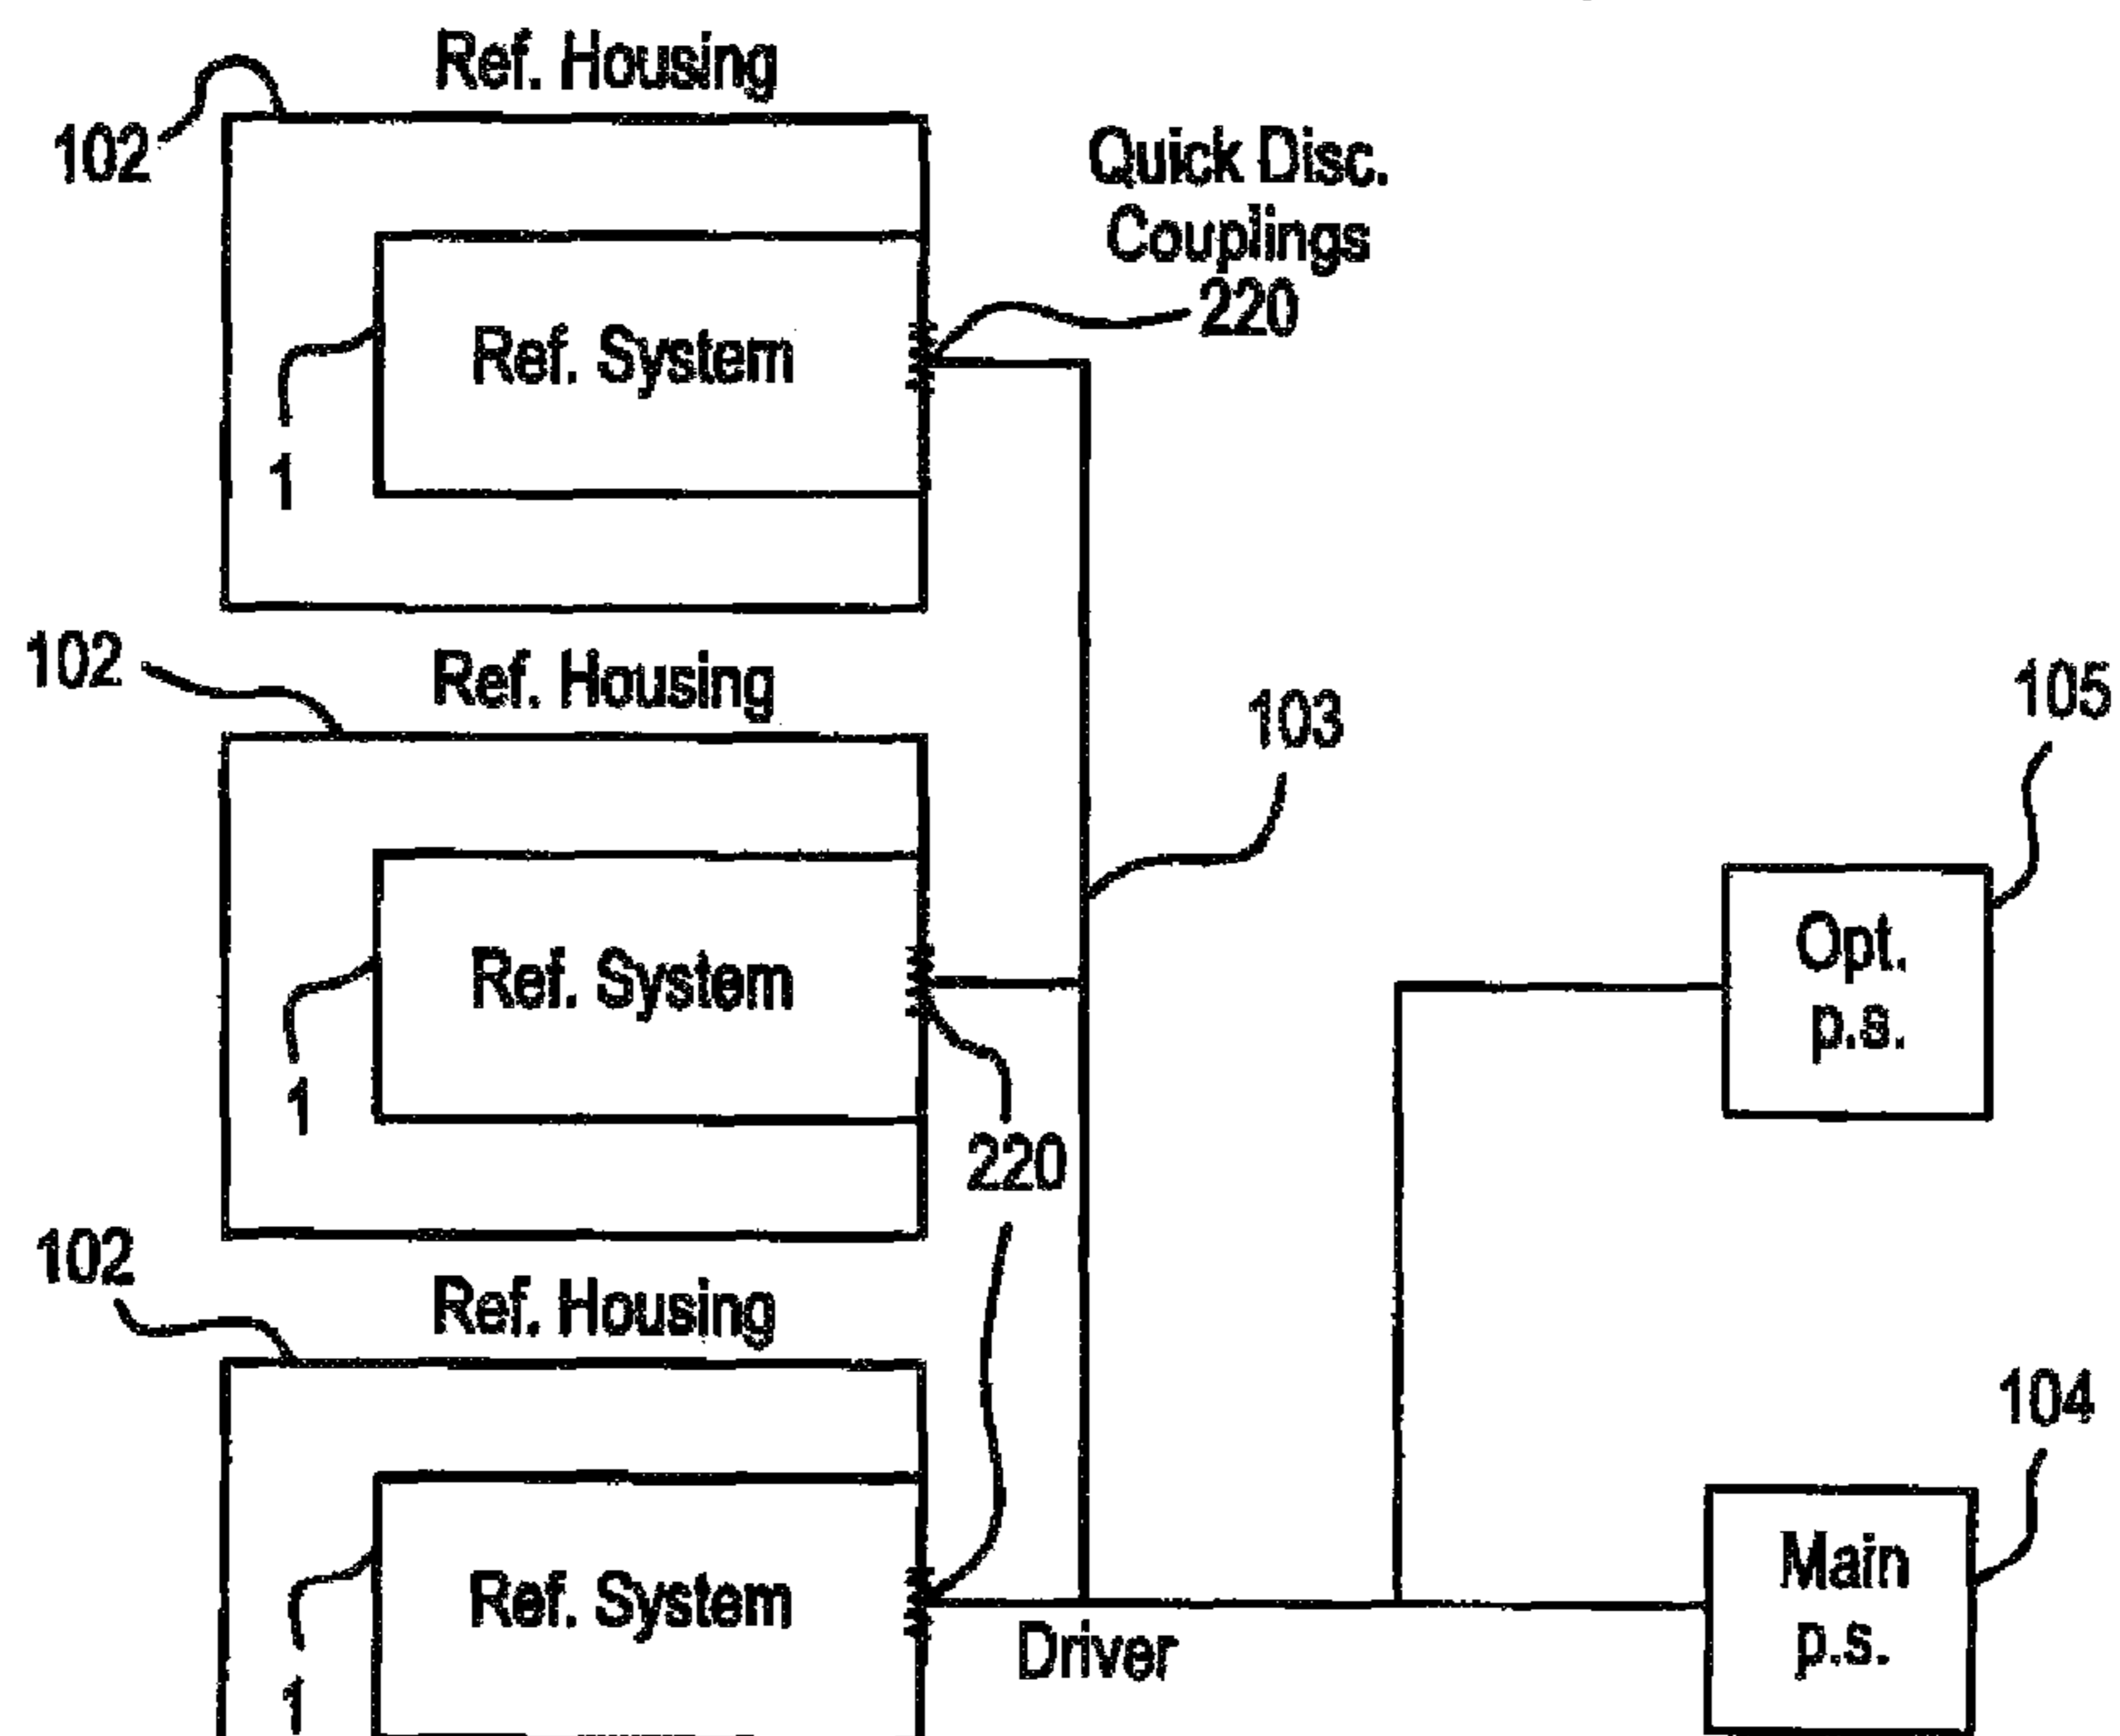 Ref. Housing
102
Quick Disc.
Couplings
220
Ref. System
1
102
Ref. Housing
103
105
Ref. System
Opt.
p.s.
1
220
102
Ref. Housing
104
Ref. System
Main
p.s.
Driver
1